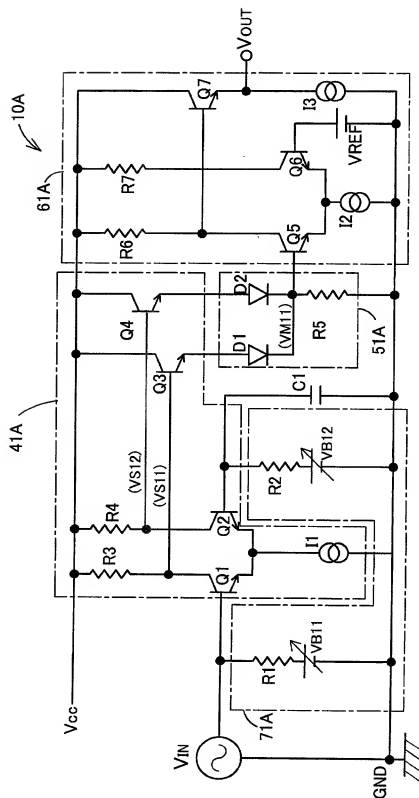 10A
61A
41A
51A
71A
Vcc
R3
R4
(VS12)
(VS11)
Q4
Q3
R6
R7
Q7
VOUT
Q5
Q6
I2
VREF
I3
D1
D2
(VM11)
R5
Q1
Q2
I1
C1
R2
VB12
R1
VB11
VIN
GND